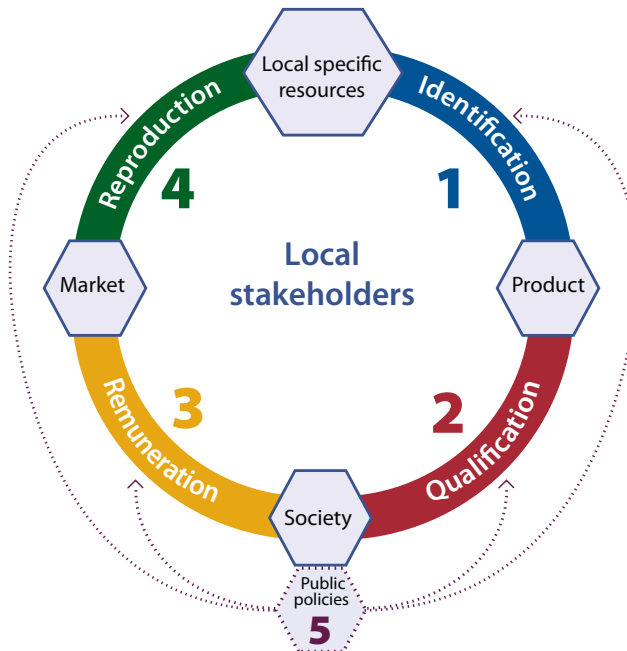 Local specific
resources
Identification
1
Product
Qualification
2
Society
Remuneration
3
Market
Reproduction
4
Local
stakeholders
Public
policies
5